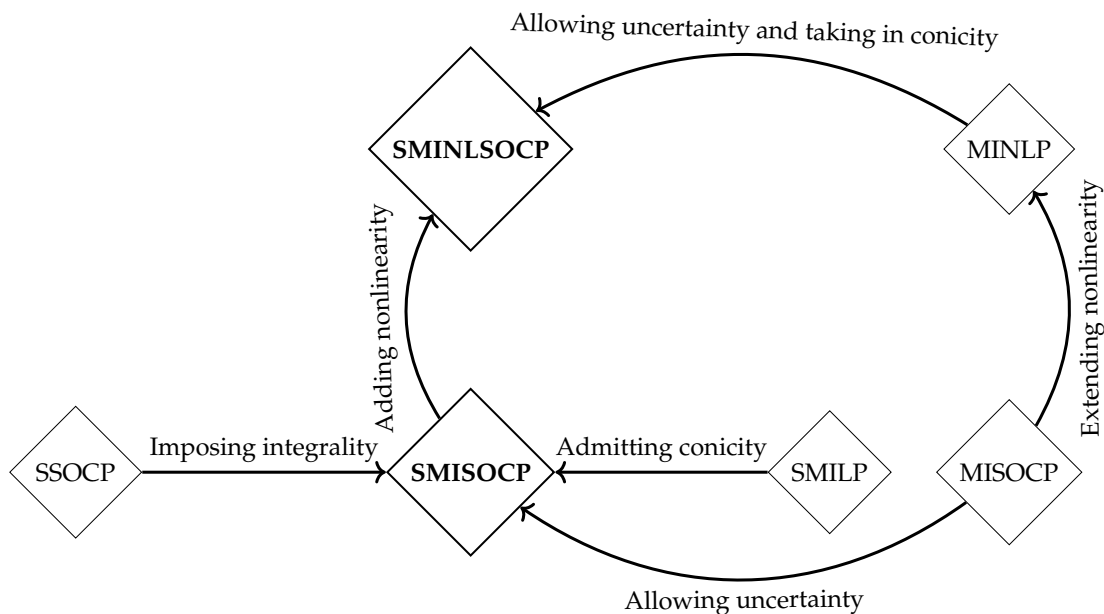 Allowing uncertainty and taking in conicity
SMINLSOCP
MINLP
Adding nonlinearity
Extending nonlinearity
Imposing integrality
Admitting conicity
SSOCP
SMISOCP
SMILP
MISOCP
Allowing uncertainty